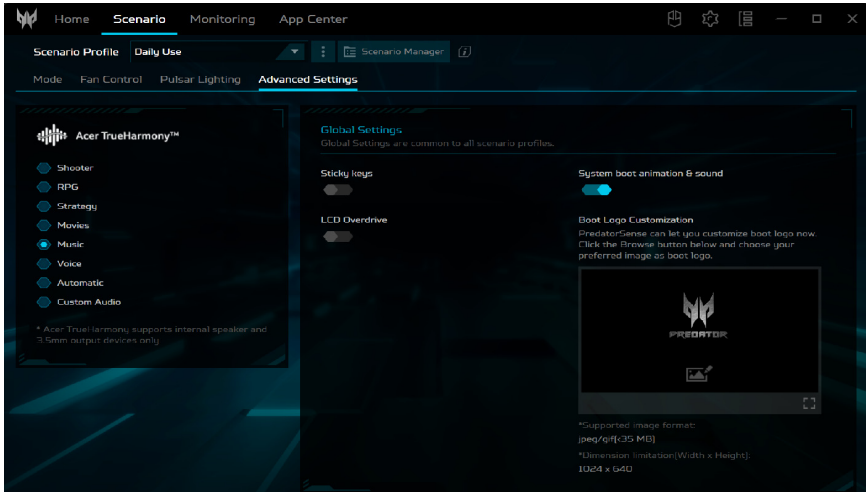 Home Scenario Monitoring App Center
Scenario Profile Daily Use Scenario Manager
Mode Fan Control Pulsar Lighting Advanced Settings
Acer TrueHarmony™
Shooter
RPG
Strategy
Movies
Music
Voice
Automatic
Custom Audio
* Acer TrueHarmony supports internal speaker and
3.5mm output devices only
Global Settings
Global Settings are common to all scenario profiles.
Sticky keys
LCD Overdrive
System boot animation & sound
Boot Logo Customization
PredatorSense can let you customize boot logo now.
Click the Browse button below and choose your
preferred image as boot logo.
PREDATOR
*Supported image format:
jpeg/gif(<35 MB)
*Dimension limitation(Width x Height):
1024 x 640